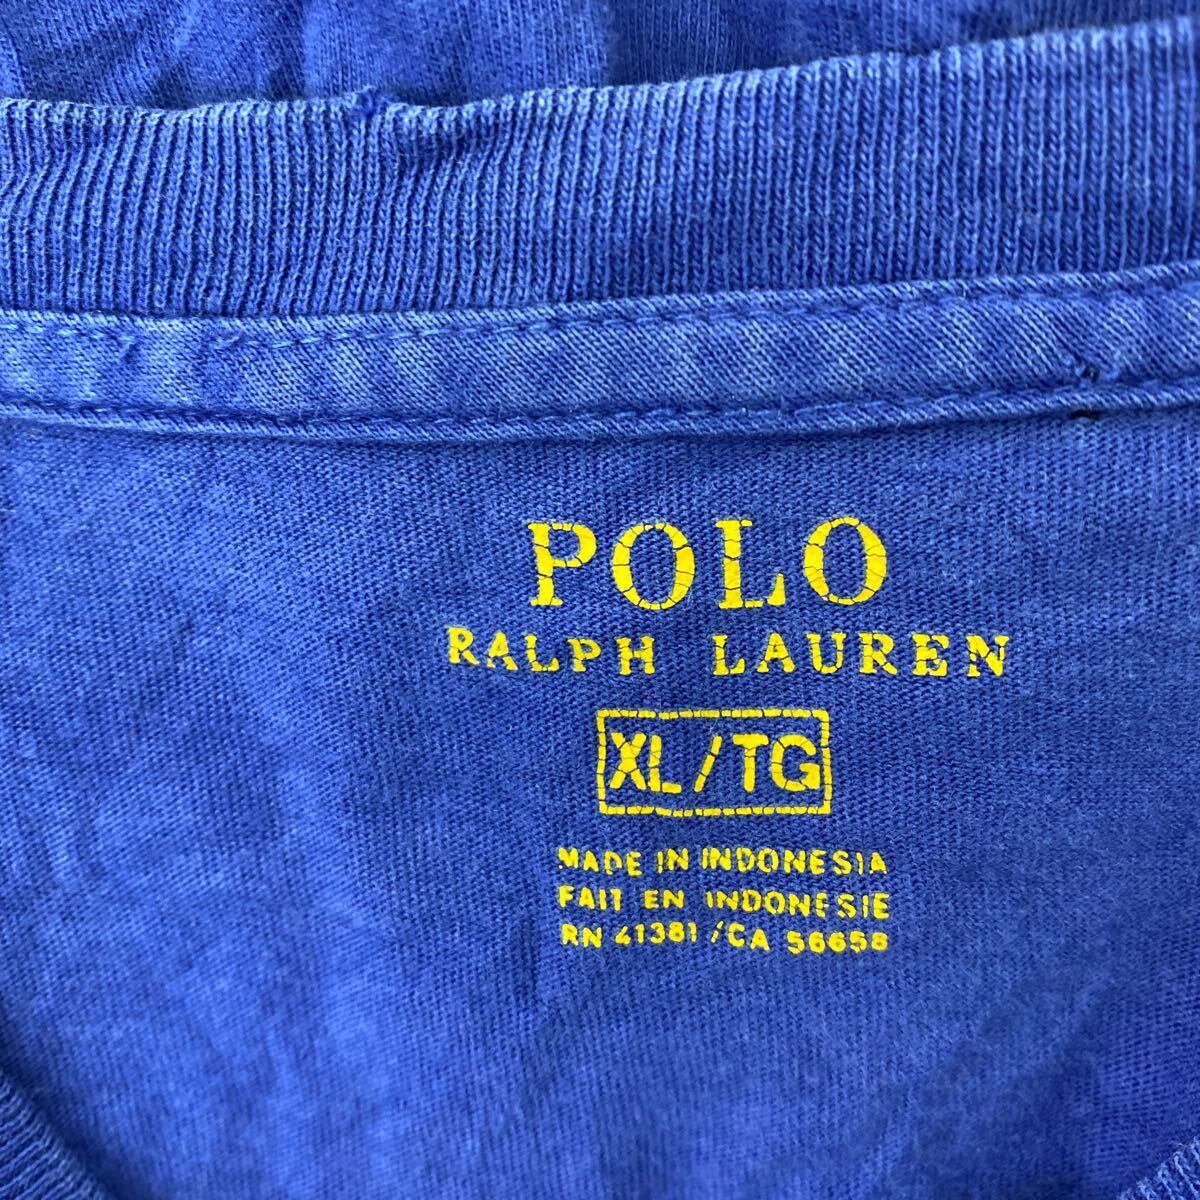 POLO
RALPH LAUREN
XL/TG
MADE IN INDONESIA
FAIT EN INDONESIE
RN 41381 /CA 56658